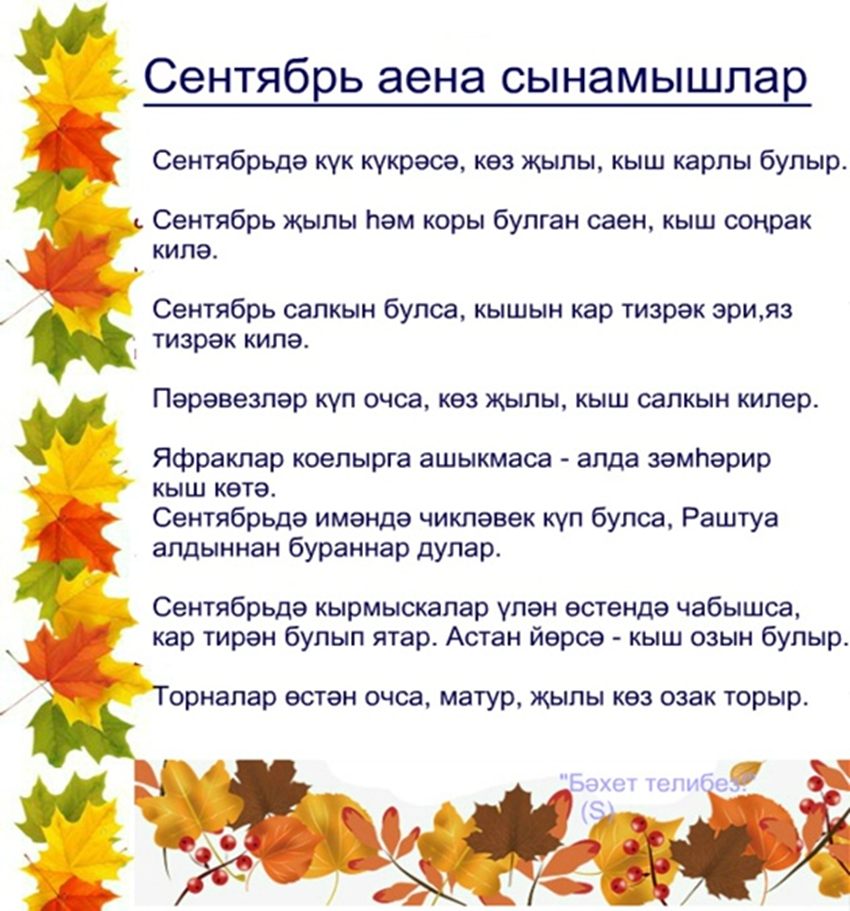 Сентябрь аена сынамышлар
Сентябрьдә күк күкрәсә, көз җылы, кыш карлы булыр.
Сентябрь җылы һәм коры булган саен, кыш соңрак
килә.
Сентябрь салкын булса, кышын кар тизрәк эри,яз
тизрәк килә.
Пәрәвезләр күп очса, көз җылы, кыш салкын килер.
Яфраклар коелырга ашыкмаса - алда зәмһәрир
кыш көтә.
Сентябрьдә имәндә чикләвек күп булса, Раштуа
алдыннан бураннар дулар.
Сентябрьдә кырмыскалар үлән өстендә чабышса,
кар тирән булып ятар. Астан йөрсә - кыш озын булыр.
Торналар өстән очса, матур, җылы көз озак торыр.
"Бәхет телибез!"
(S)